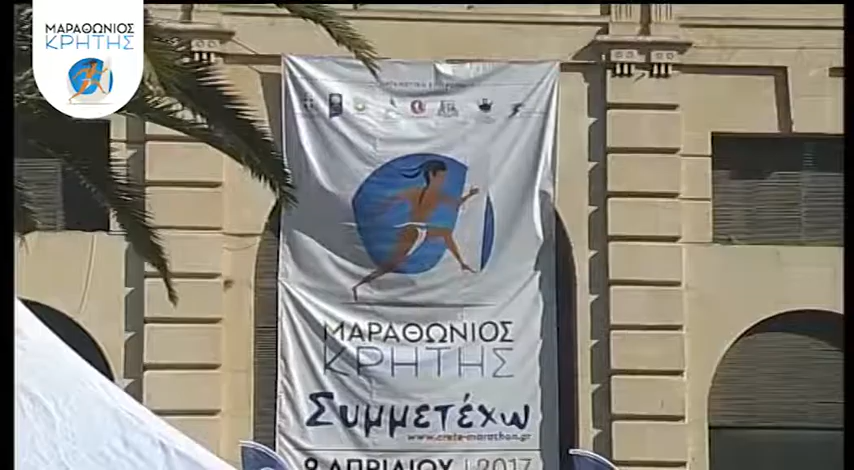 ΜΑΡΑΘΩΝΙΟΣ
ΚΡΗΤΗΣ
ΜΑΡΑΘΩΝΙΟΣ
ΚΡΗΤΗΣ
Συμμετέχω
www.crete-marathon.gr
9 ΑΠΡΙΛΙΟΥ | 2017